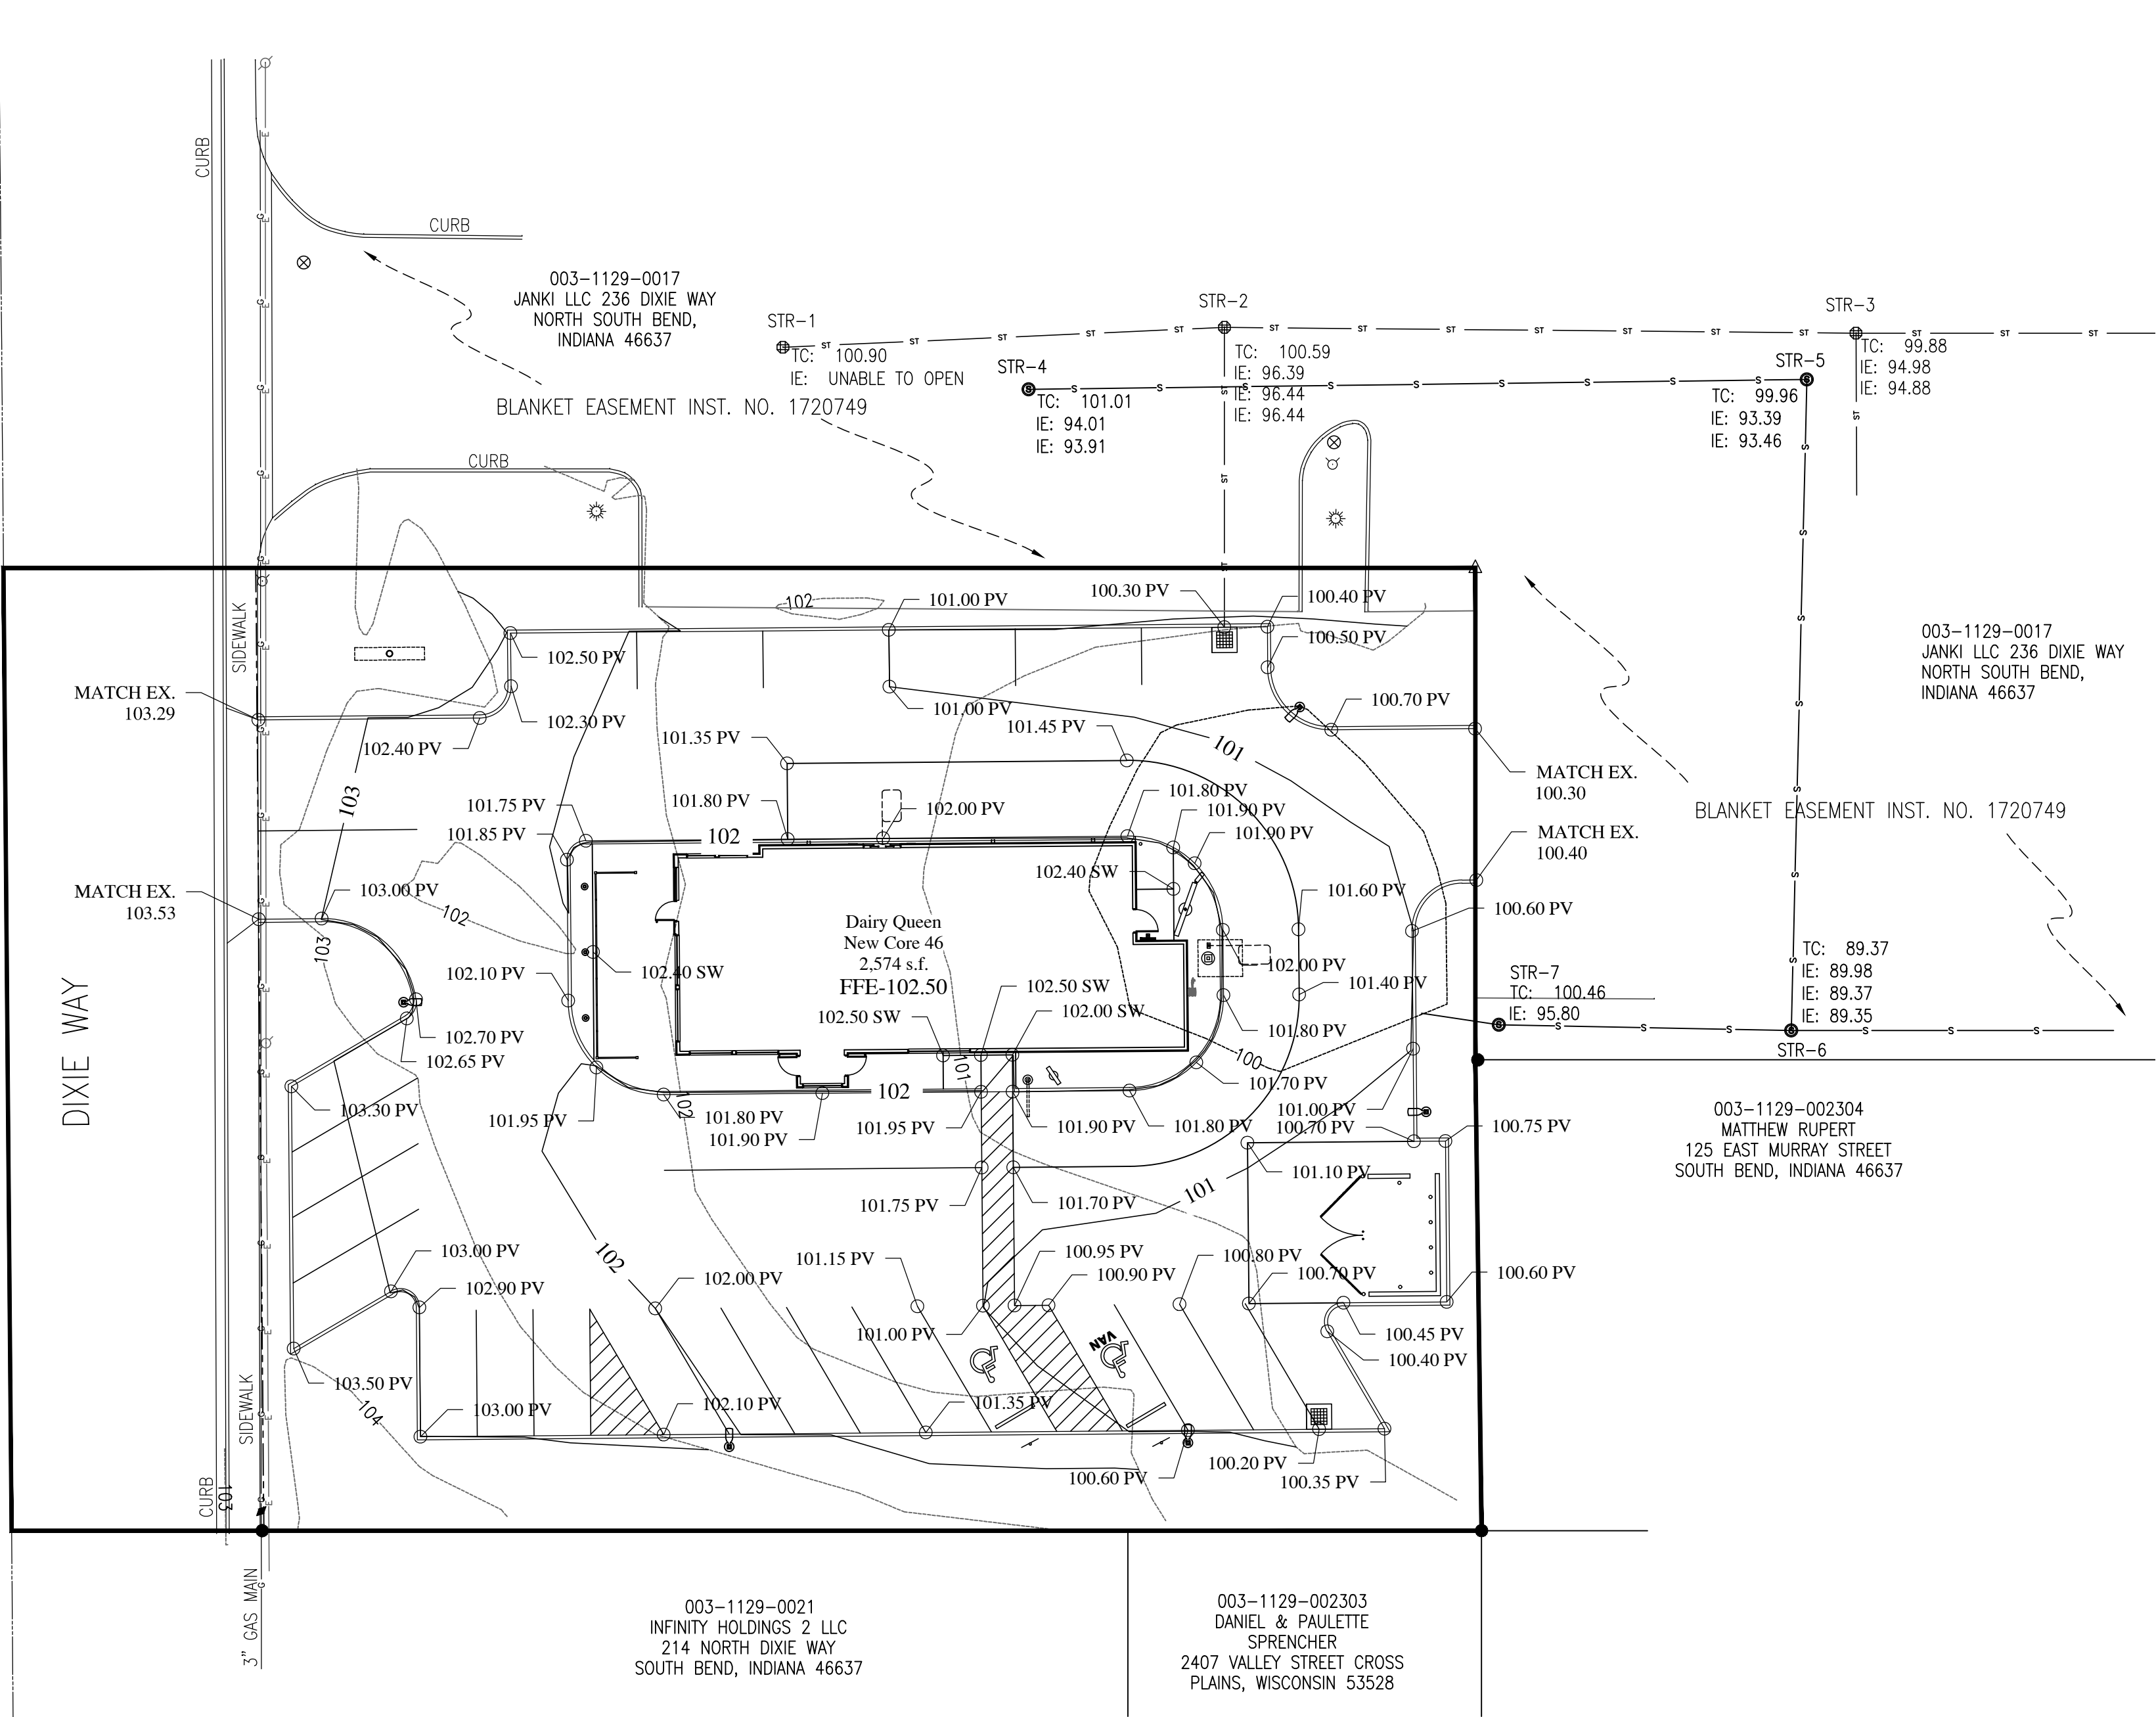 CURB
CURB
003-1129-0017
JANKI LLC 236 DIXIE WAY
NORTH SOUTH BEND,
INDIANA 46637
BLANKET EASEMENT INST. NO. 1720749
STR-1
TC: 100.90
IE: UNABLE TO OPEN
STR-2
TC: 100.59
IE: 96.39
IE: 96.44
IE: 96.44
STR-3
TC: 99.88
IE: 94.98
IE: 94.88
STR-4
TC: 101.01
IE: 94.01
IE: 93.91
STR-5
TC: 99.96
IE: 93.39
IE: 93.46
CURB
SIDEWALK
102
101.00 PV
100.30 PV
100.40 PV
100.50 PV
102.50 PV
MATCH EX.
103.29
102.30 PV
102.40 PV
101.00 PV
101.45 PV
100.70 PV
101.35 PV
101
003-1129-0017
JANKI LLC 236 DIXIE WAY
NORTH SOUTH BEND,
INDIANA 46637
MATCH EX.
100.30
BLANKET EASEMENT INST. NO. 1720749
MATCH EX.
100.40
103
101.75 PV
101.80 PV
102.00 PV
101.80 PV
101.90 PV
101.90 PV
101.85 PV
102
102.40 SW
MATCH EX.
103.53
103.00 PV
102
103
101.60 PV
100.60 PV
Dairy Queen
New Core 46
2,574 s.f.
FFE-102.50
102.10 PV
102.40 SW
102.50 SW
102.00 SW
102.50 SW
102.00 PV
101.40 PV
101.80 PV
STR-7
TC: 100.46
IE: 95.80
TC: 89.37
IE: 89.98
IE: 89.37
IE: 89.35
STR-6
DIXIE WAY
102.70 PV
102.65 PV
103.30 PV
101
100
101.70 PV
102
102
101.95 PV
101.80 PV
101.90 PV
101.95 PV
101.90 PV
101.80 PV
101.00 PV
100.70 PV
100.75 PV
003-1129-002304
MATTHEW RUPERT
125 EAST MURRAY STREET
SOUTH BEND, INDIANA 46637
101.10 PV
101
101.75 PV
101.70 PV
102
103.00 PV
102.90 PV
102.00 PV
101.15 PV
100.95 PV
100.90 PV
100.80 PV
100.70 PV
100.60 PV
101.00 PV
VAN
100.45 PV
100.40 PV
103.50 PV
104
103.00 PV
102.10 PV
101.35 PV
100.60 PV
100.20 PV
100.35 PV
SIDEWALK
CURB
103
3" GAS MAIN
003-1129-0021
INFINITY HOLDINGS 2 LLC
214 NORTH DIXIE WAY
SOUTH BEND, INDIANA 46637
003-1129-002303
DANIEL & PAULETTE
SPRENCHER
2407 VALLEY STREET CROSS
PLAINS, WISCONSIN 53528